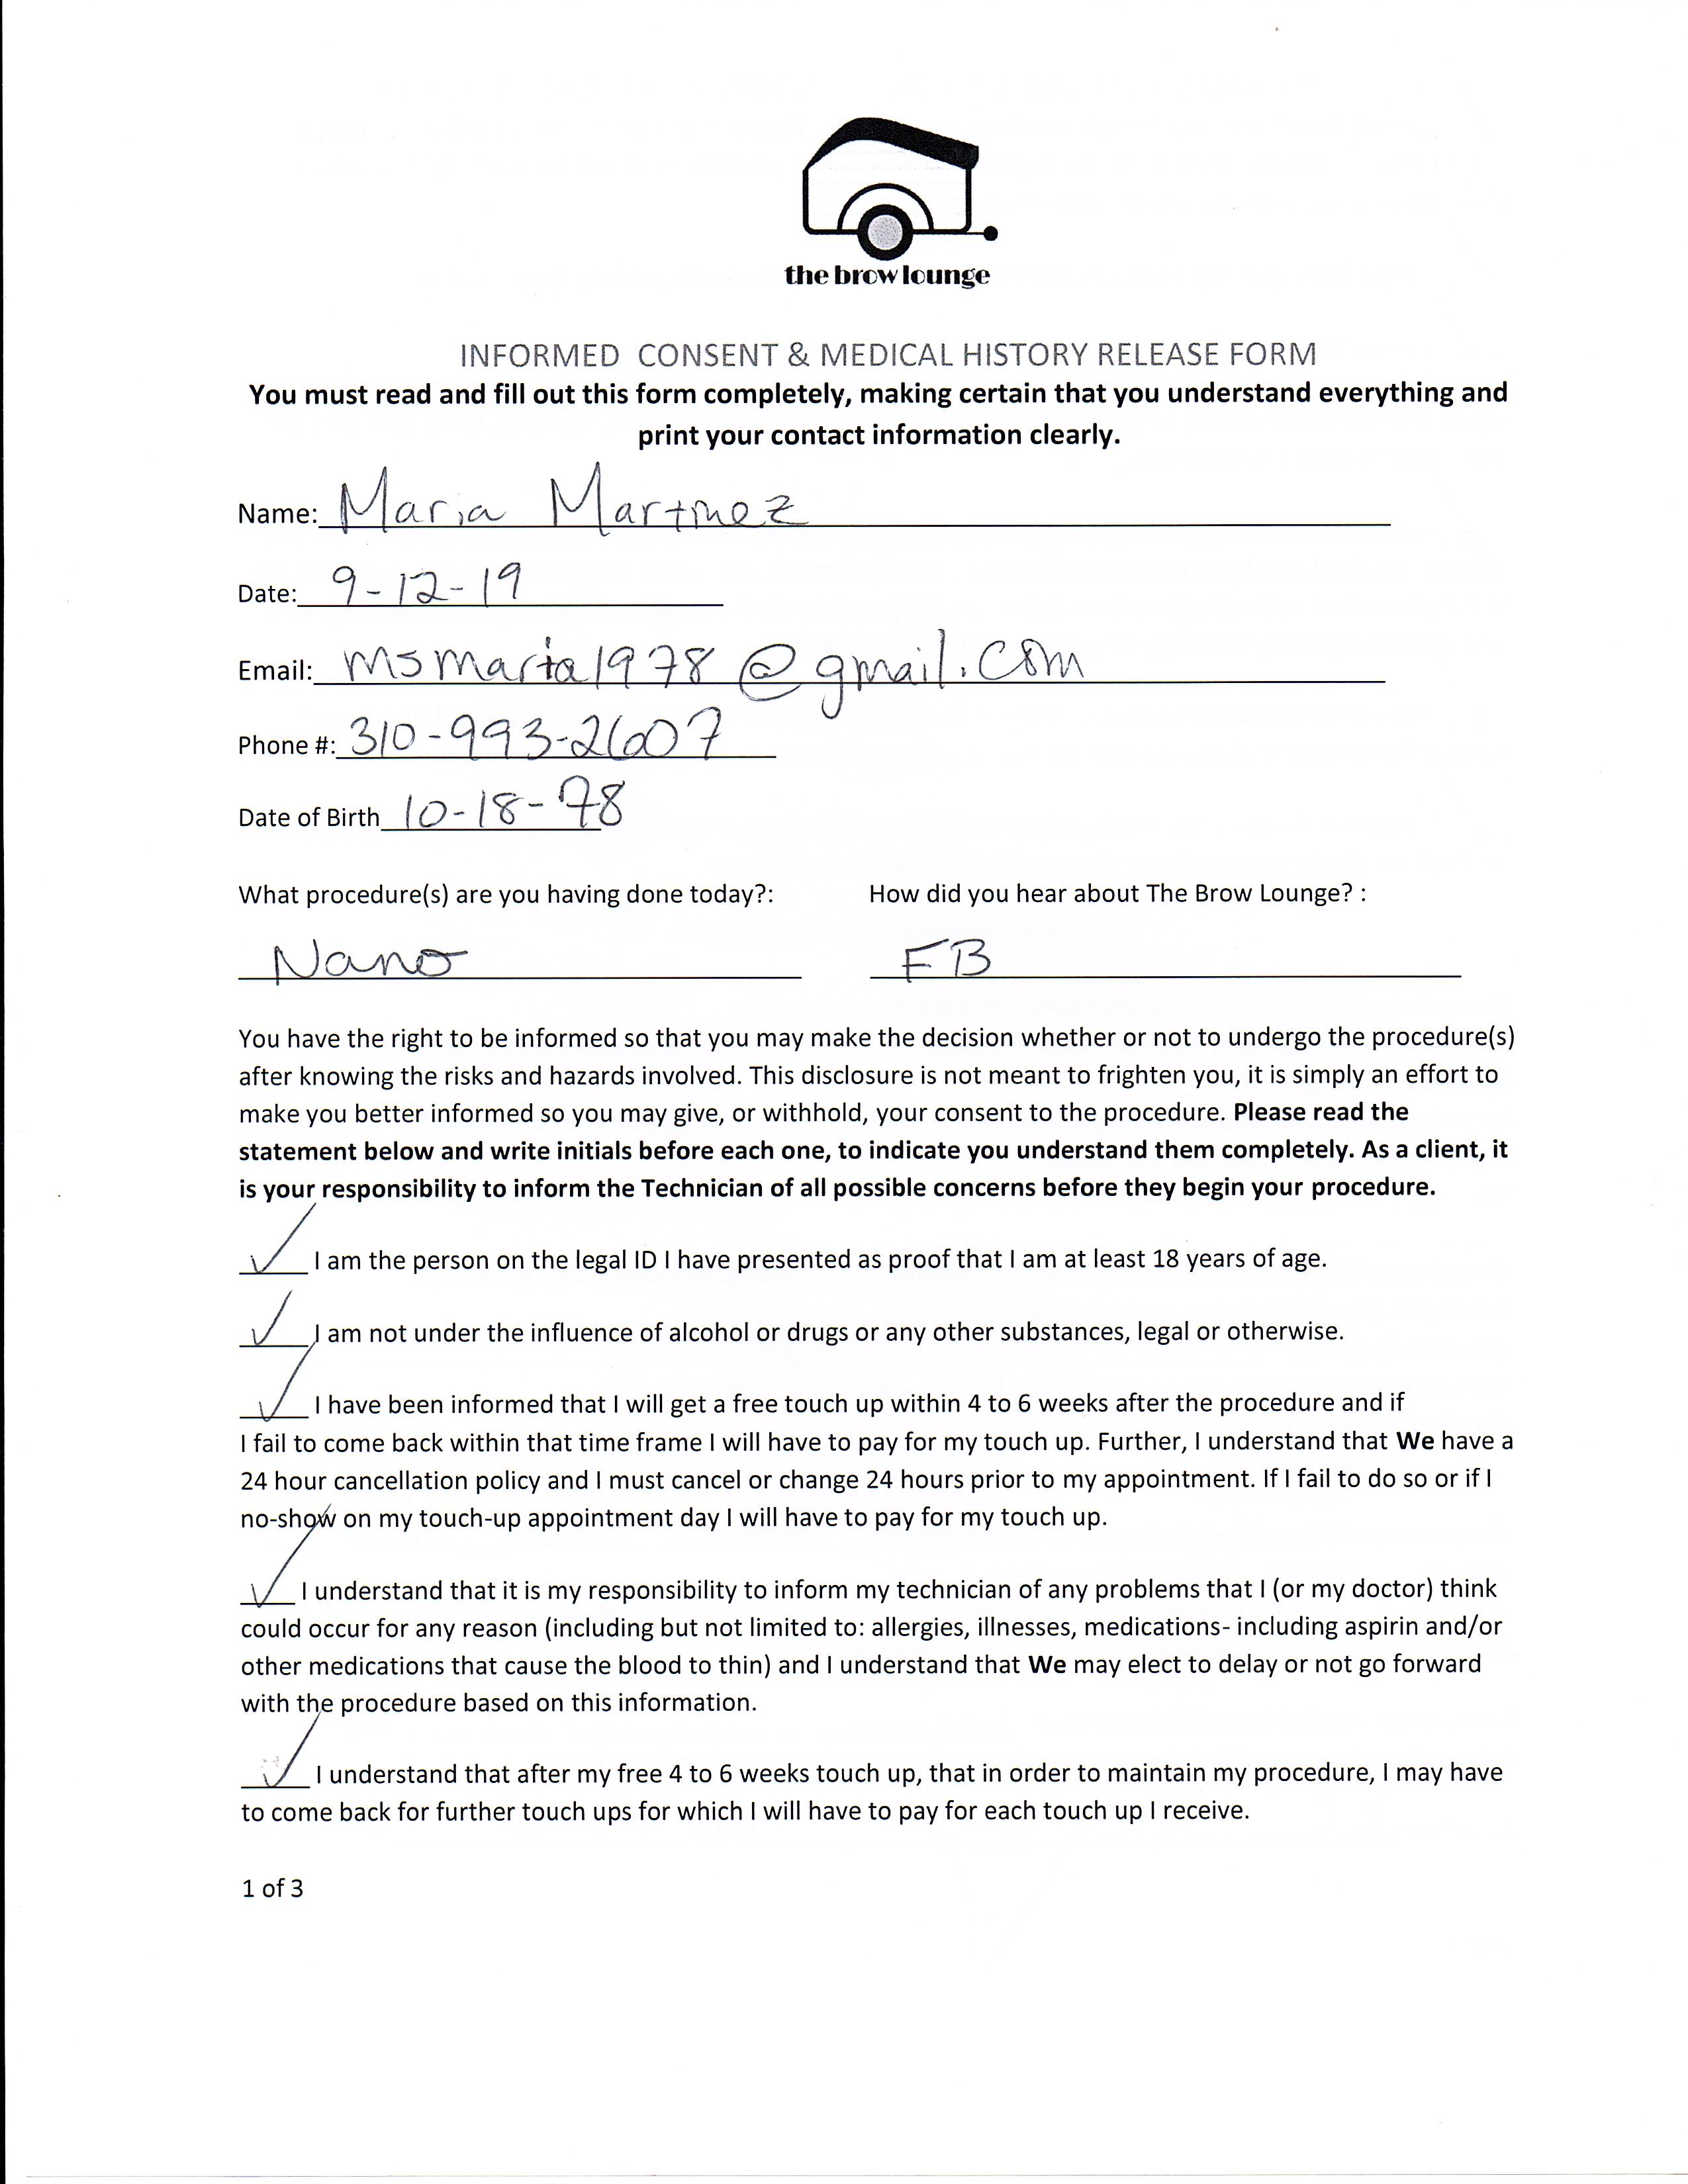 the brow lounge
INFORMED CONSENT & MEDICAL HISTORY RELEASE FORM
You must read and fill out this form completely, making certain that you understand everything and
print your contact information clearly.
Name: Maria Martinez
Date: 9-12-19
Email: msmaria1978@gmail.com
Phone #: 310-993-2607
Date of Birth 10-18-78
What procedure(s) are you having done today?: How did you hear about The Brow Lounge? :
Nano FB
You have the right to be informed so that you may make the decision whether or not to undergo the procedure(s)
after knowing the risks and hazards involved. This disclosure is not meant to frighten you, it is simply an effort to
make you better informed so you may give, or withhold, your consent to the procedure. Please read the
statement below and write initials before each one, to indicate you understand them completely. As a client, it
is your responsibility to inform the Technician of all possible concerns before they begin your procedure.
✓ I am the person on the legal ID I have presented as proof that I am at least 18 years of age.
✓ I am not under the influence of alcohol or drugs or any other substances, legal or otherwise.
✓ I have been informed that I will get a free touch up within 4 to 6 weeks after the procedure and if
I fail to come back within that time frame I will have to pay for my touch up. Further, I understand that We have a
24 hour cancellation policy and I must cancel or change 24 hours prior to my appointment. If I fail to do so or if I
no-show on my touch-up appointment day I will have to pay for my touch up.
✓ I understand that it is my responsibility to inform my technician of any problems that I (or my doctor) think
could occur for any reason (including but not limited to: allergies, illnesses, medications- including aspirin and/or
other medications that cause the blood to thin) and I understand that We may elect to delay or not go forward
with the procedure based on this information.
✓ I understand that after my free 4 to 6 weeks touch up, that in order to maintain my procedure, I may have
to come back for further touch ups for which I will have to pay for each touch up I receive.
1 of 3